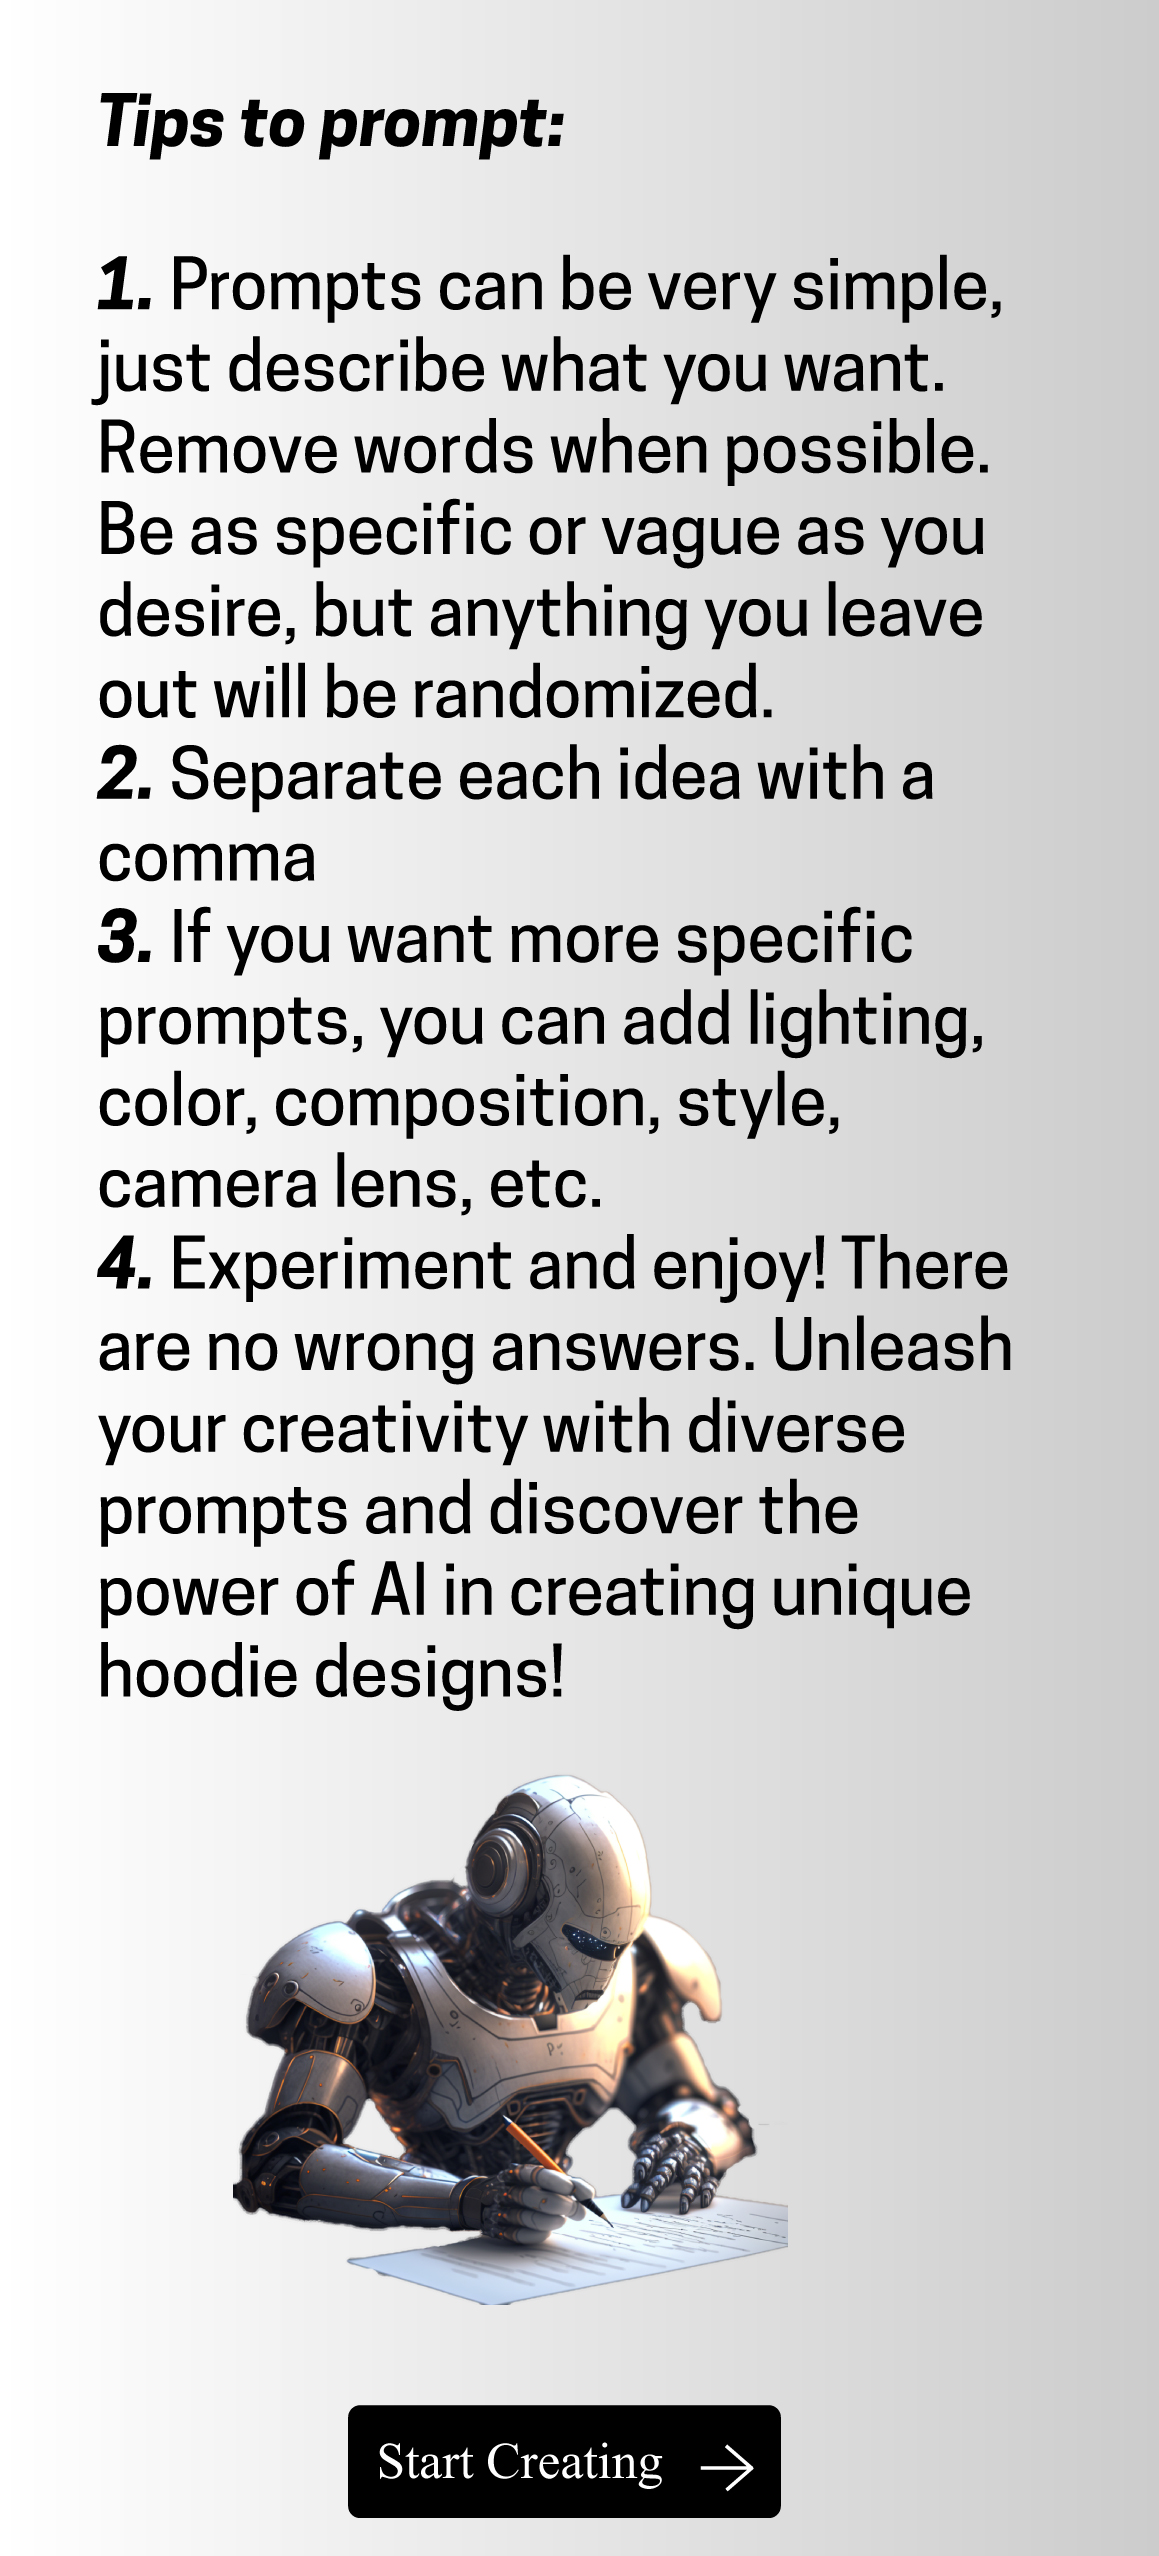 Tips to prompt:
1. Prompts can be very simple,
just describe what you want.
Remove words when possible.
Be as specific or vague as you
desire, but anything you leave
out will be randomized.
2. Separate each idea with a
comma
3. If you want more specific
prompts, you can add lighting,
color, composition, style,
camera lens, etc.
4. Experiment and enjoy! There
are no wrong answers. Unleash
your creativity with diverse
prompts and discover the
power of AI in creating unique
hoodie designs!
Start Creating →